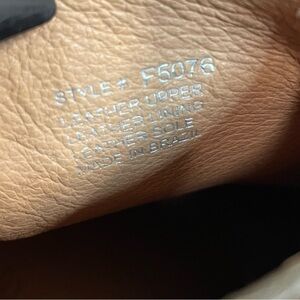 STYLE # F5076
LEATHER UPPER
LEATHER LINING
LEATHER SOLE
MADE IN BRAZIL